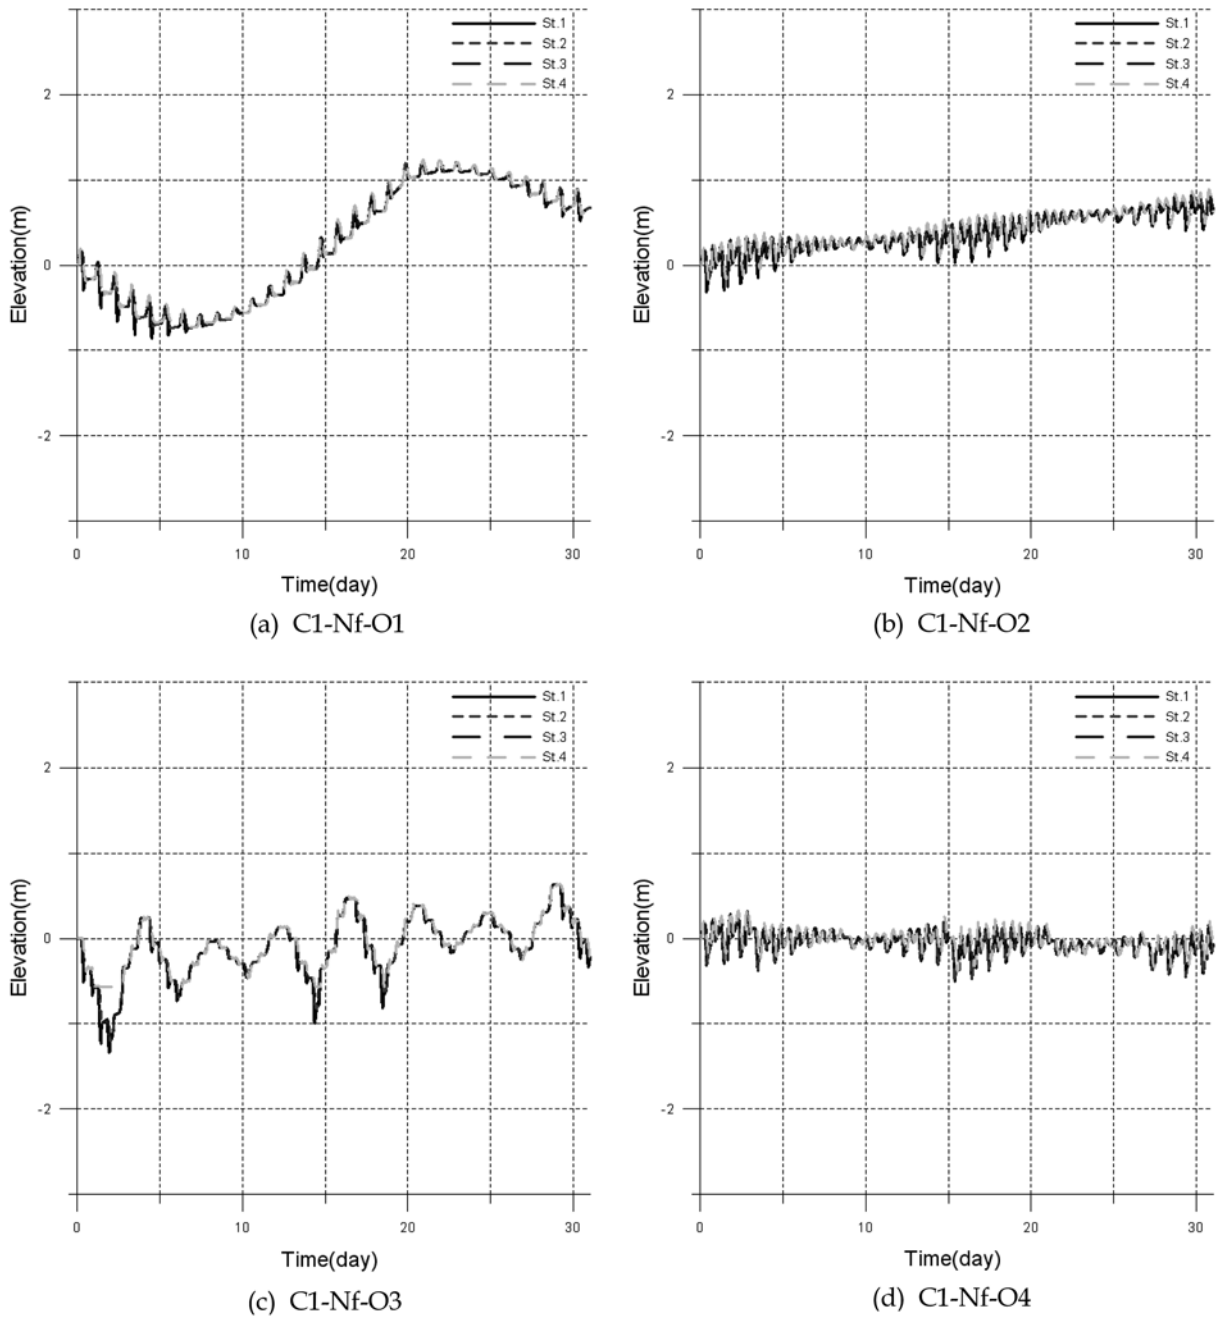 St.1
St.2
St.3
St.4
2
0
-2
Elevation(m)
0 10 20 30
Time(day)
(a) C1-Nf-O1
St.1
St.2
St.3
St.4
2
0
-2
Elevation(m)
0 10 20 30
Time(day)
(b) C1-Nf-O2
St.1
St.2
St.3
St.4
2
0
-2
Elevation(m)
0 10 20 30
Time(day)
(c) C1-Nf-O3
St.1
St.2
St.3
St.4
2
0
-2
Elevation(m)
0 10 20 30
Time(day)
(d) C1-Nf-O4